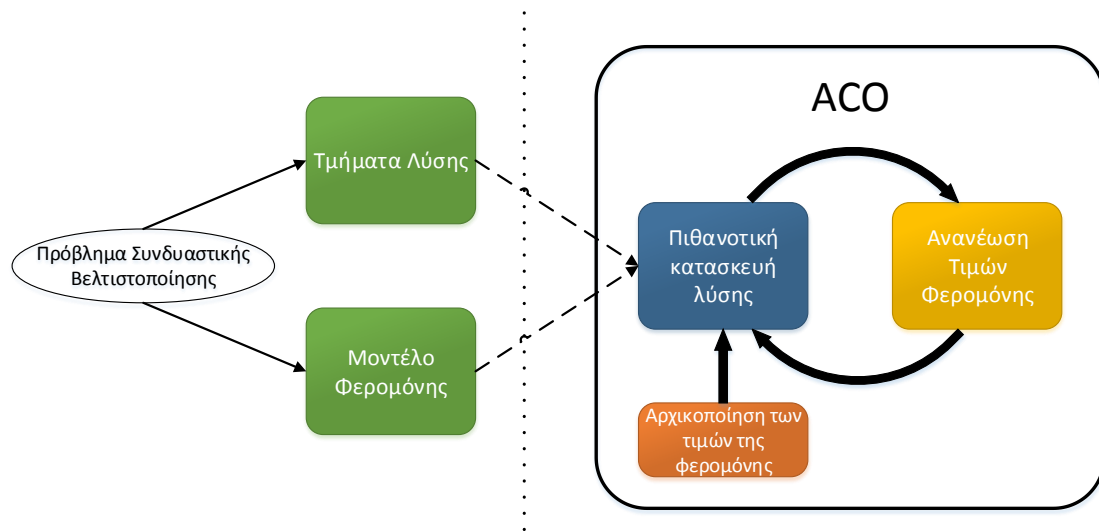 ACO
Τμήματα Λύσης
Πρόβλημα Συνδυαστικής
Βελτιστοποίησης
Μοντέλο
Φερομόνης
Πιθανοτική
κατασκευή
λύσης
Ανανέωση
Τιμών
Φερομόνης
Αρχικοποίηση των
τιμών της
φερομόνης